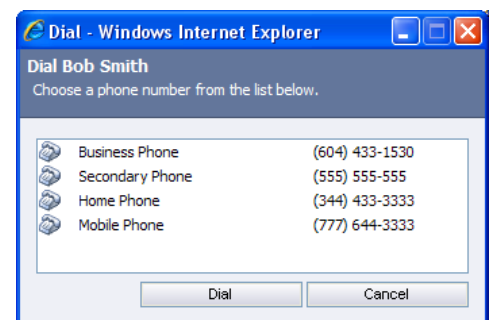 Dial - Windows Internet Explorer
Dial Bob Smith
Choose a phone number from the list below.
Business Phone (604) 433-1530
Secondary Phone (555) 555-555
Home Phone (344) 433-3333
Mobile Phone (777) 644-3333
Dial Cancel